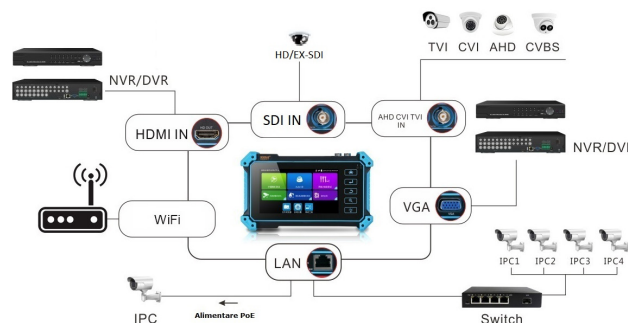 TVI CVI AHD CVBS
HD/EX-SDI
NVR/DVR
HDMI IN
SDI IN
AHD CVI TVI
IN
NVR/DVI
WiFi
VGA
LAN
IPC1 IPC2 IPC3 IPC4
IPC
Alimentare PoE
Switch